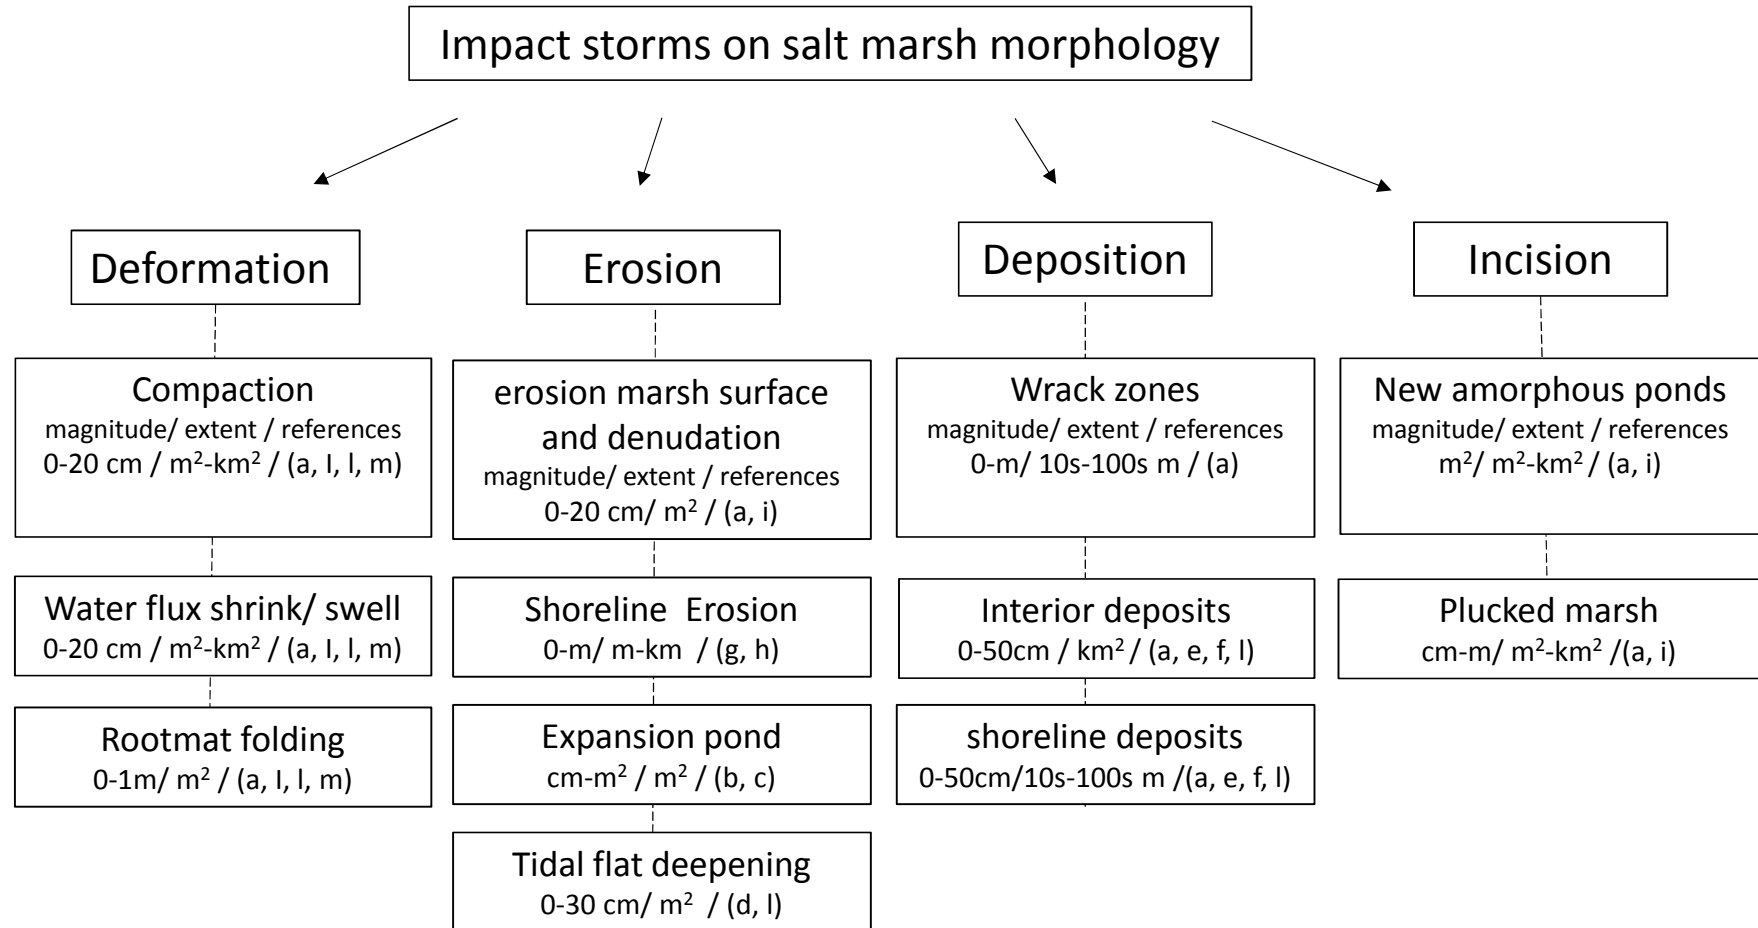 Impact storms on salt marsh morphology
Deformation
Erosion
Deposition
Incision
Compaction
magnitude/ extent / references
0-20 cm / m²-km² / (a, I, l, m)
Water flux shrink/ swell
0-20 cm / m²-km² / (a, I, l, m)
Rootmat folding
0-1m/ m² / (a, I, l, m)
erosion marsh surface
and denudation
magnitude/ extent / references
0-20 cm/ m² / (a, i)
Shoreline Erosion
0-m/ m-km / (g, h)
Expansion pond
cm-m² / m² / (b, c)
Tidal flat deepening
0-30 cm/ m² / (d, l)
Wrack zones
magnitude/ extent / references
0-m/ 10s-100s m / (a)
Interior deposits
0-50cm / km² / (a, e, f, l)
shoreline deposits
0-50cm/10s-100s m /(a, e, f, l)
New amorphous ponds
magnitude/ extent / references
m²/ m²-km² / (a, i)
Plucked marsh
cm-m/ m²-km² /(a, i)